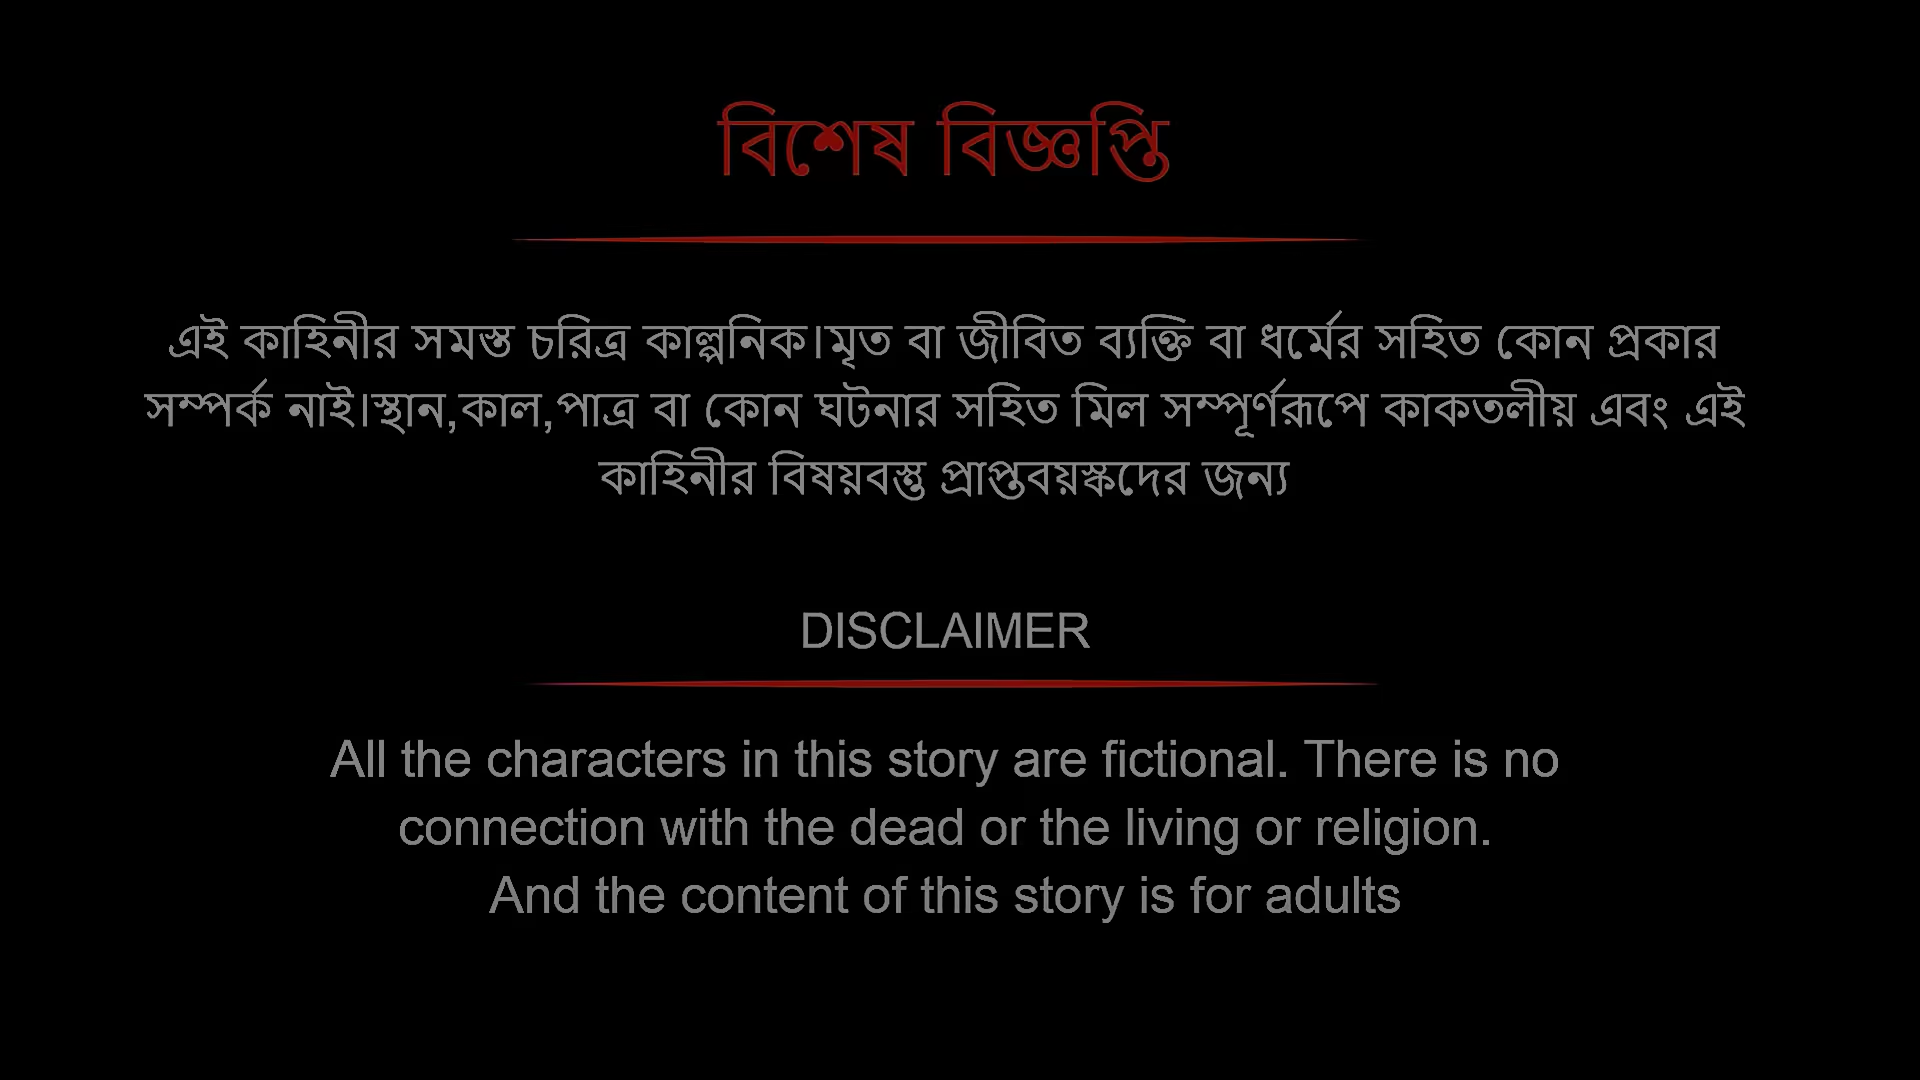 বিশেষ বিজ্ঞপ্তি
এই কাহিনীর সমস্ত চরিত্র কাল্পনিক।মৃত বা জীবিত ব্যক্তি বা ধর্মের সহিত কোন প্রকার
সম্পর্ক নাই।স্থান,কাল,পাত্র বা কোন ঘটনার সহিত মিল সম্পূর্ণরূপে কাকতলীয় এবং এই
কাহিনীর বিষয়বস্তু প্রাপ্তবয়স্কদের জন্য
DISCLAIMER
All the characters in this story are fictional. There is no
connection with the dead or the living or religion.
And the content of this story is for adults